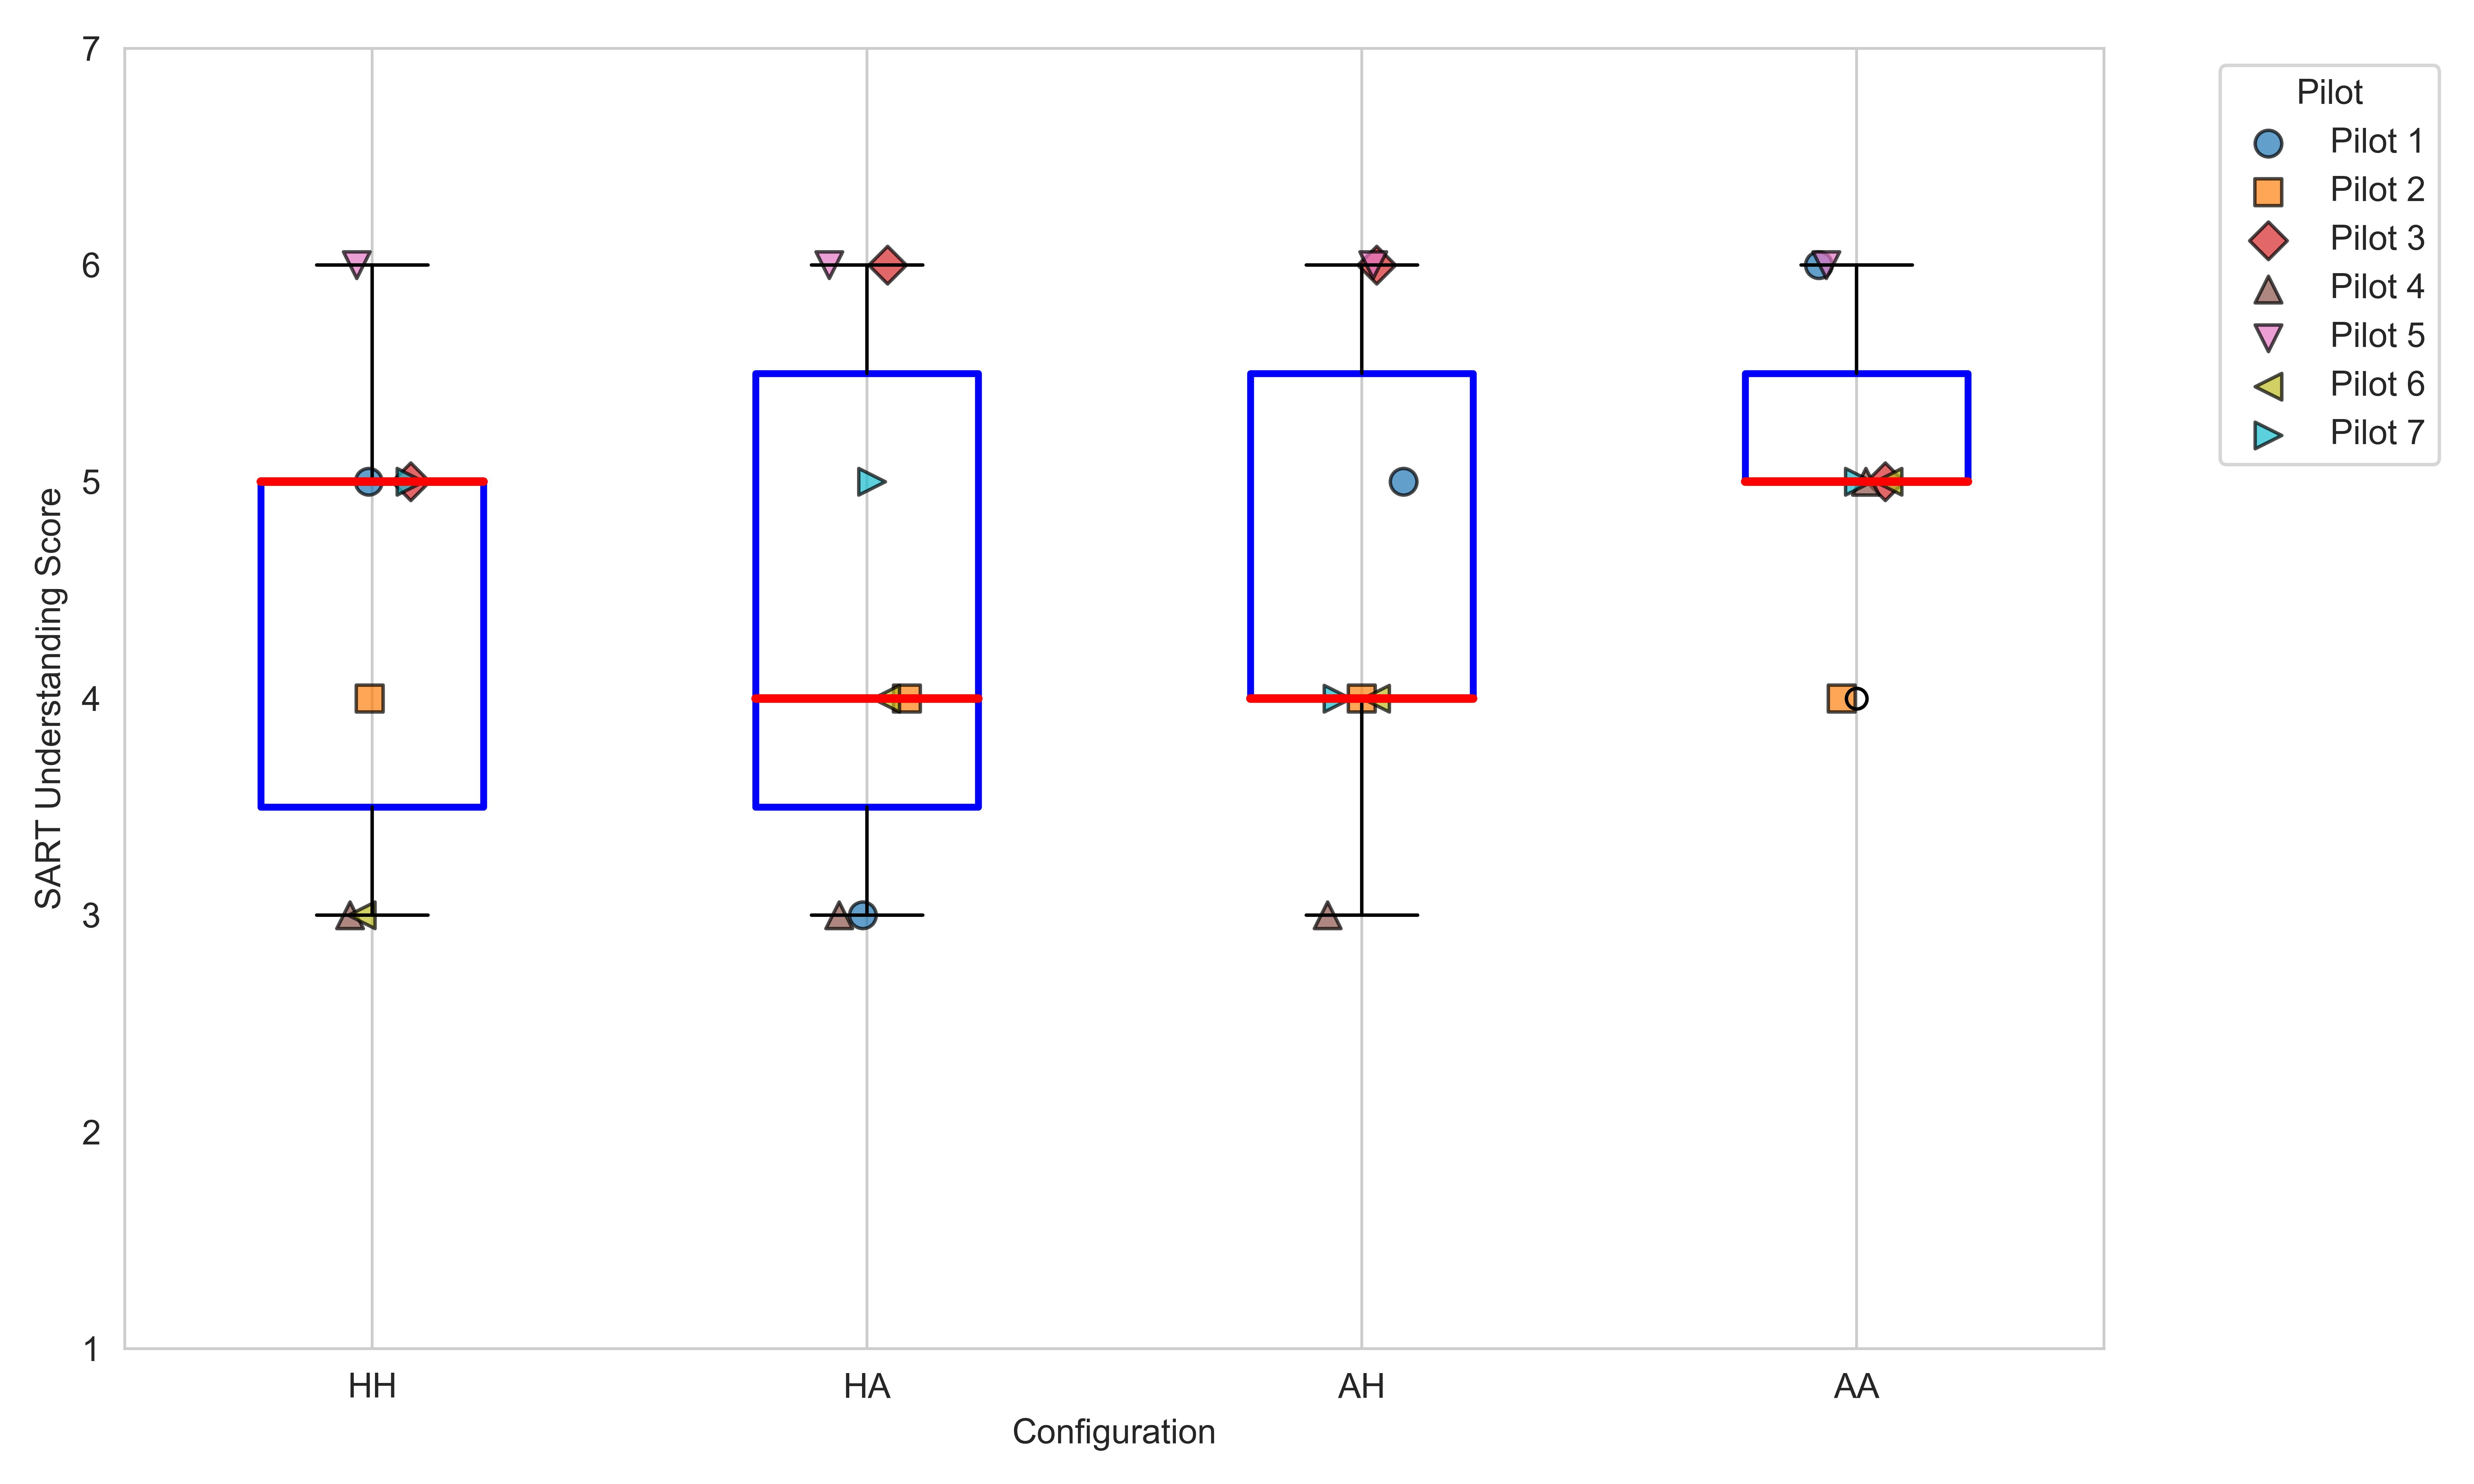 7
6
5
4
3
2
1
SART Understanding Score
HH
HA
AH
AA
Configuration
Pilot
Pilot 1
Pilot 2
Pilot 3
Pilot 4
Pilot 5
Pilot 6
Pilot 7